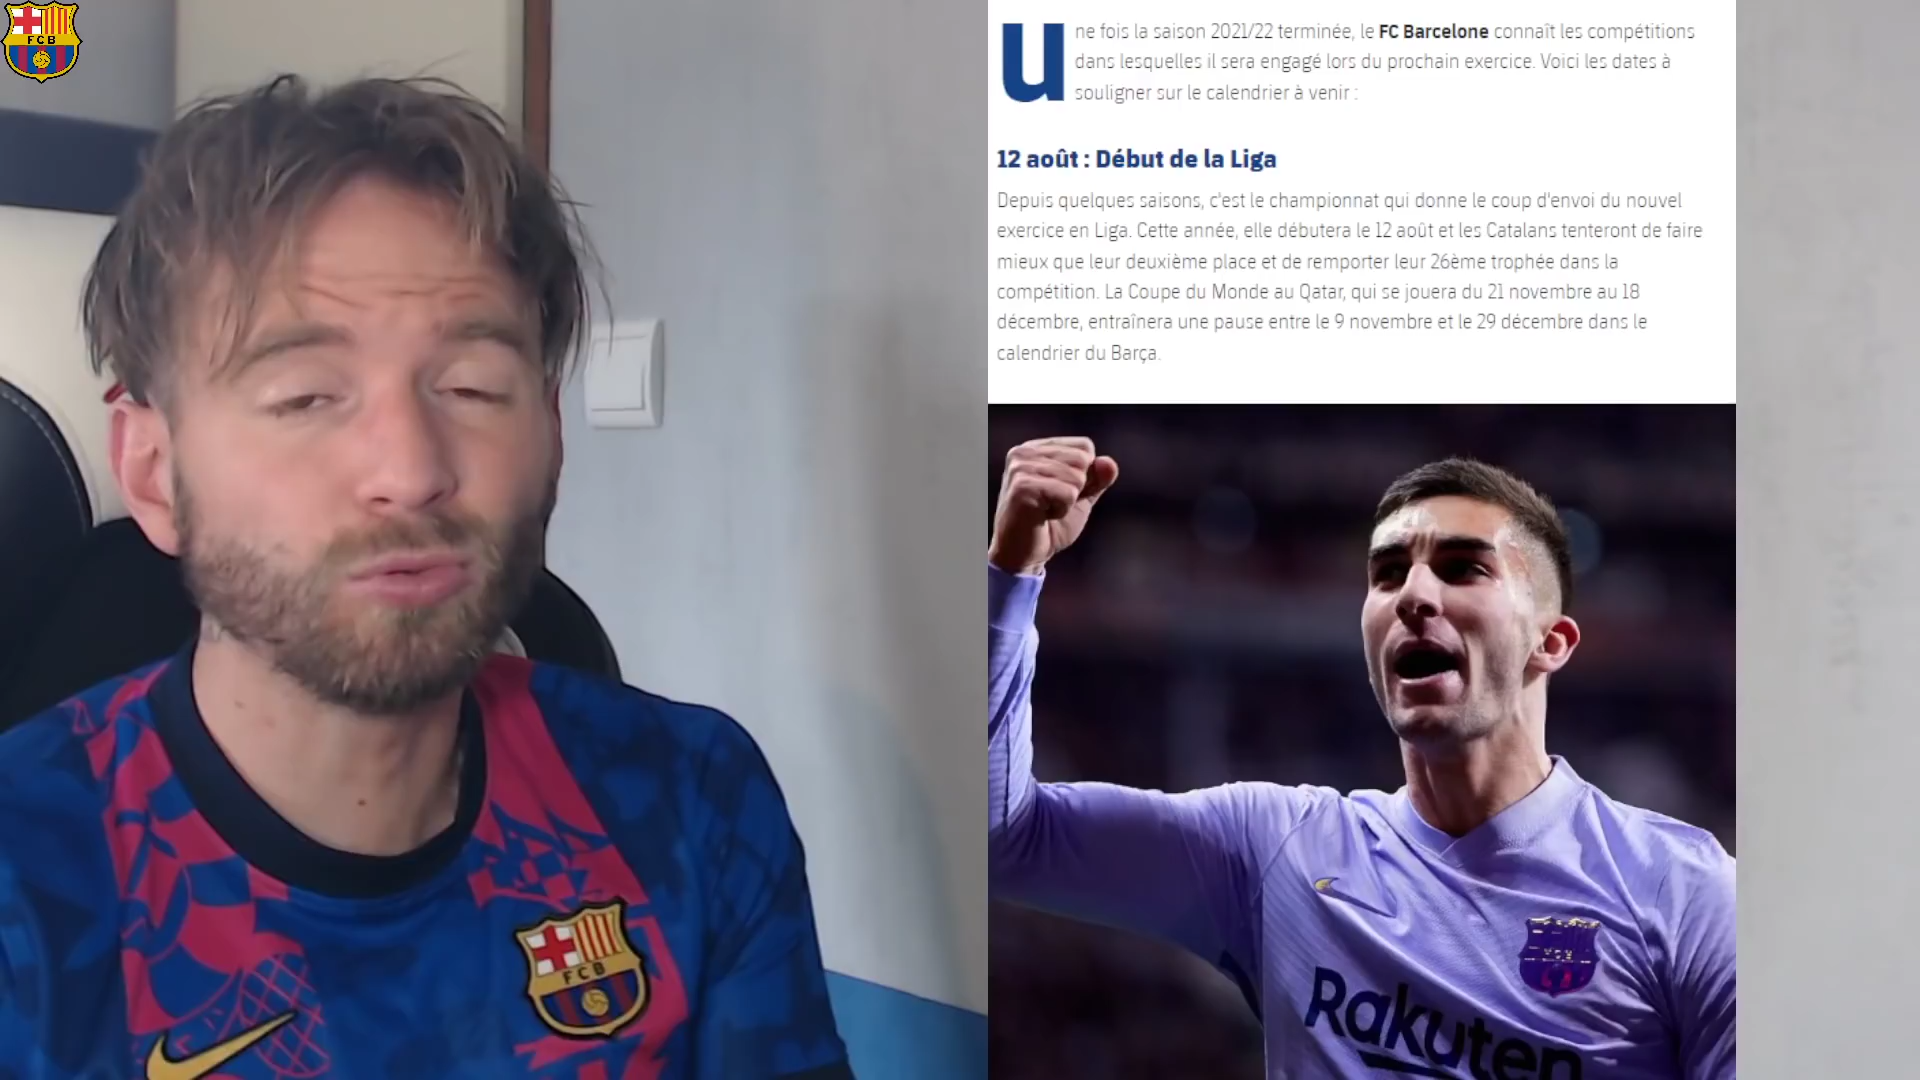 FCB
Une fois la saison 2021/22 terminée, le FC Barcelone connaît les compétitions
dans lesquelles il sera engagé lors du prochain exercice. Voici les dates à
souligner sur le calendrier à venir :
12 août : Début de la Liga
Depuis quelques saisons, c'est le championnat qui donne le coup d'envoi du nouvel
exercice en Liga. Cette année, elle débutera le 12 août et les Catalans tenteront de faire
mieux que leur deuxième place et de remporter leur 26ème trophée dans la
compétition. La Coupe du Monde au Qatar, qui se jouera du 21 novembre au 18
décembre, entraînera une pause entre le 9 novembre et le 29 décembre dans le
calendrier du Barça.
FCB
Rakuten